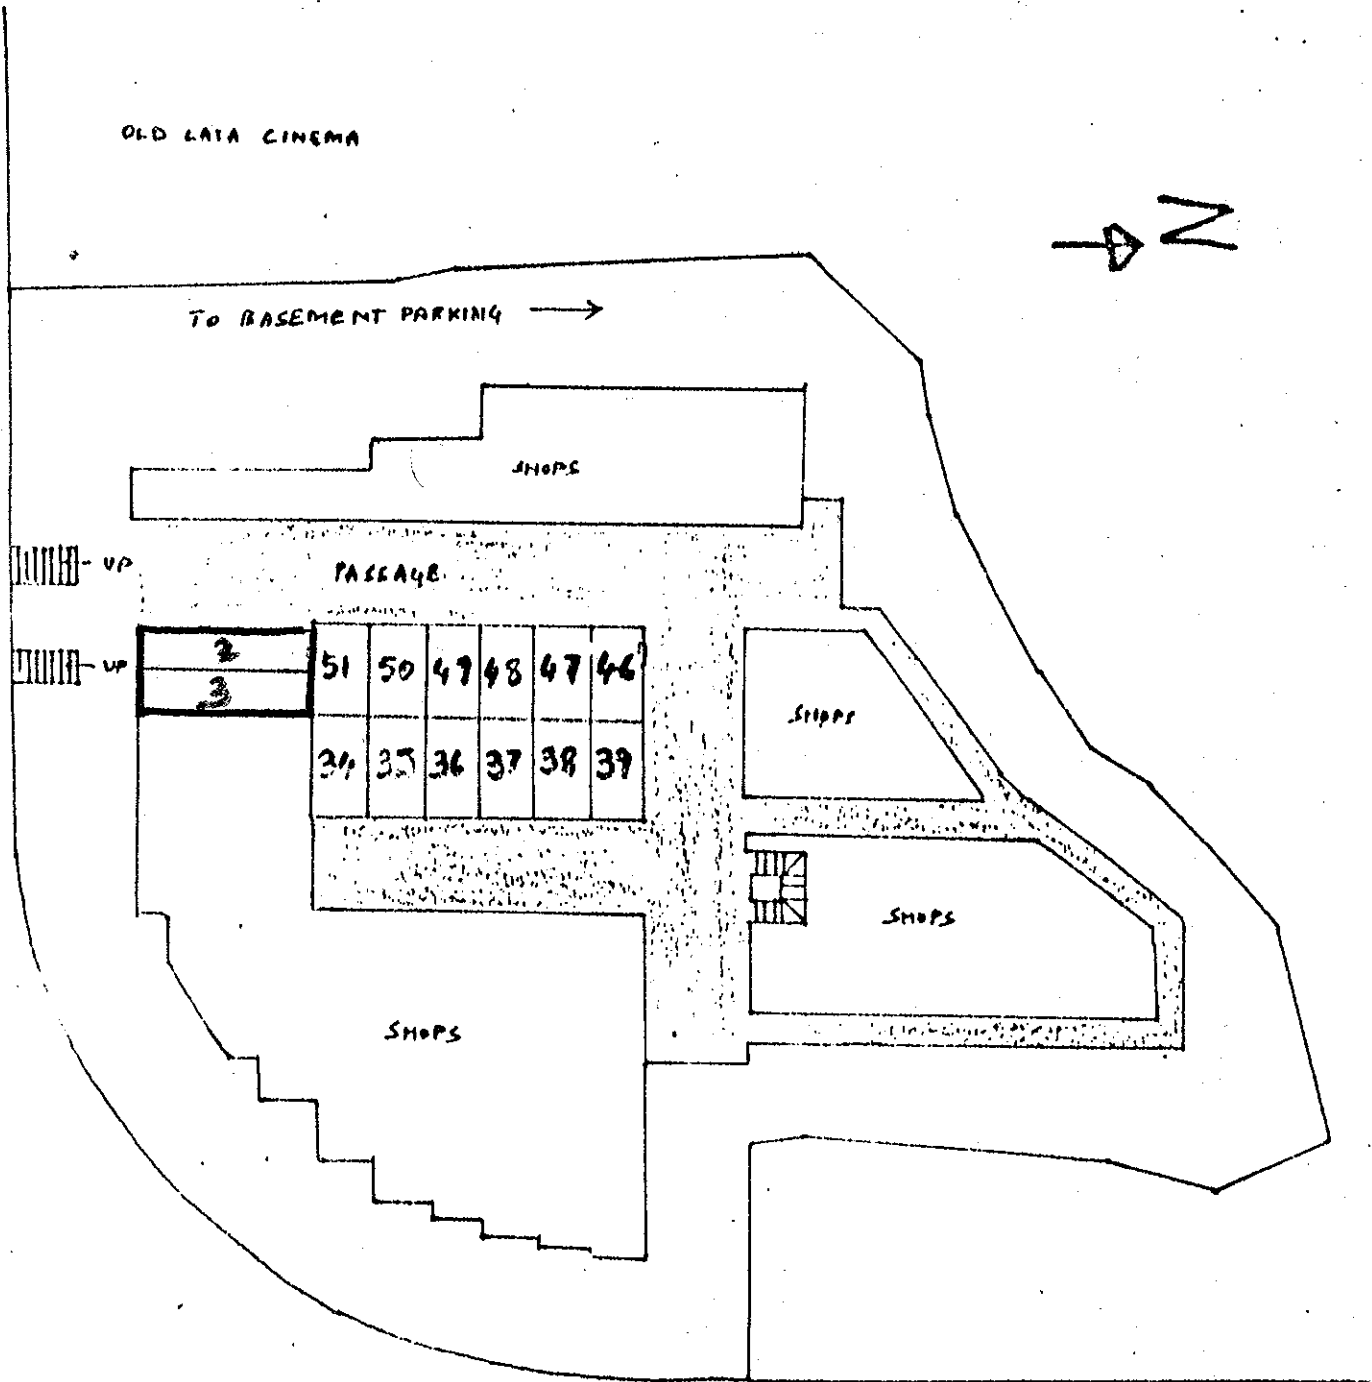 OLD LATA CINEMA
N
TO BASEMENT PARKING
SHOPS
UP
PASSAGE
UP
2
3
51 50 49 48 47 46
SHOPS
34 35 36 37 38 39
SHOPS
SHOPS